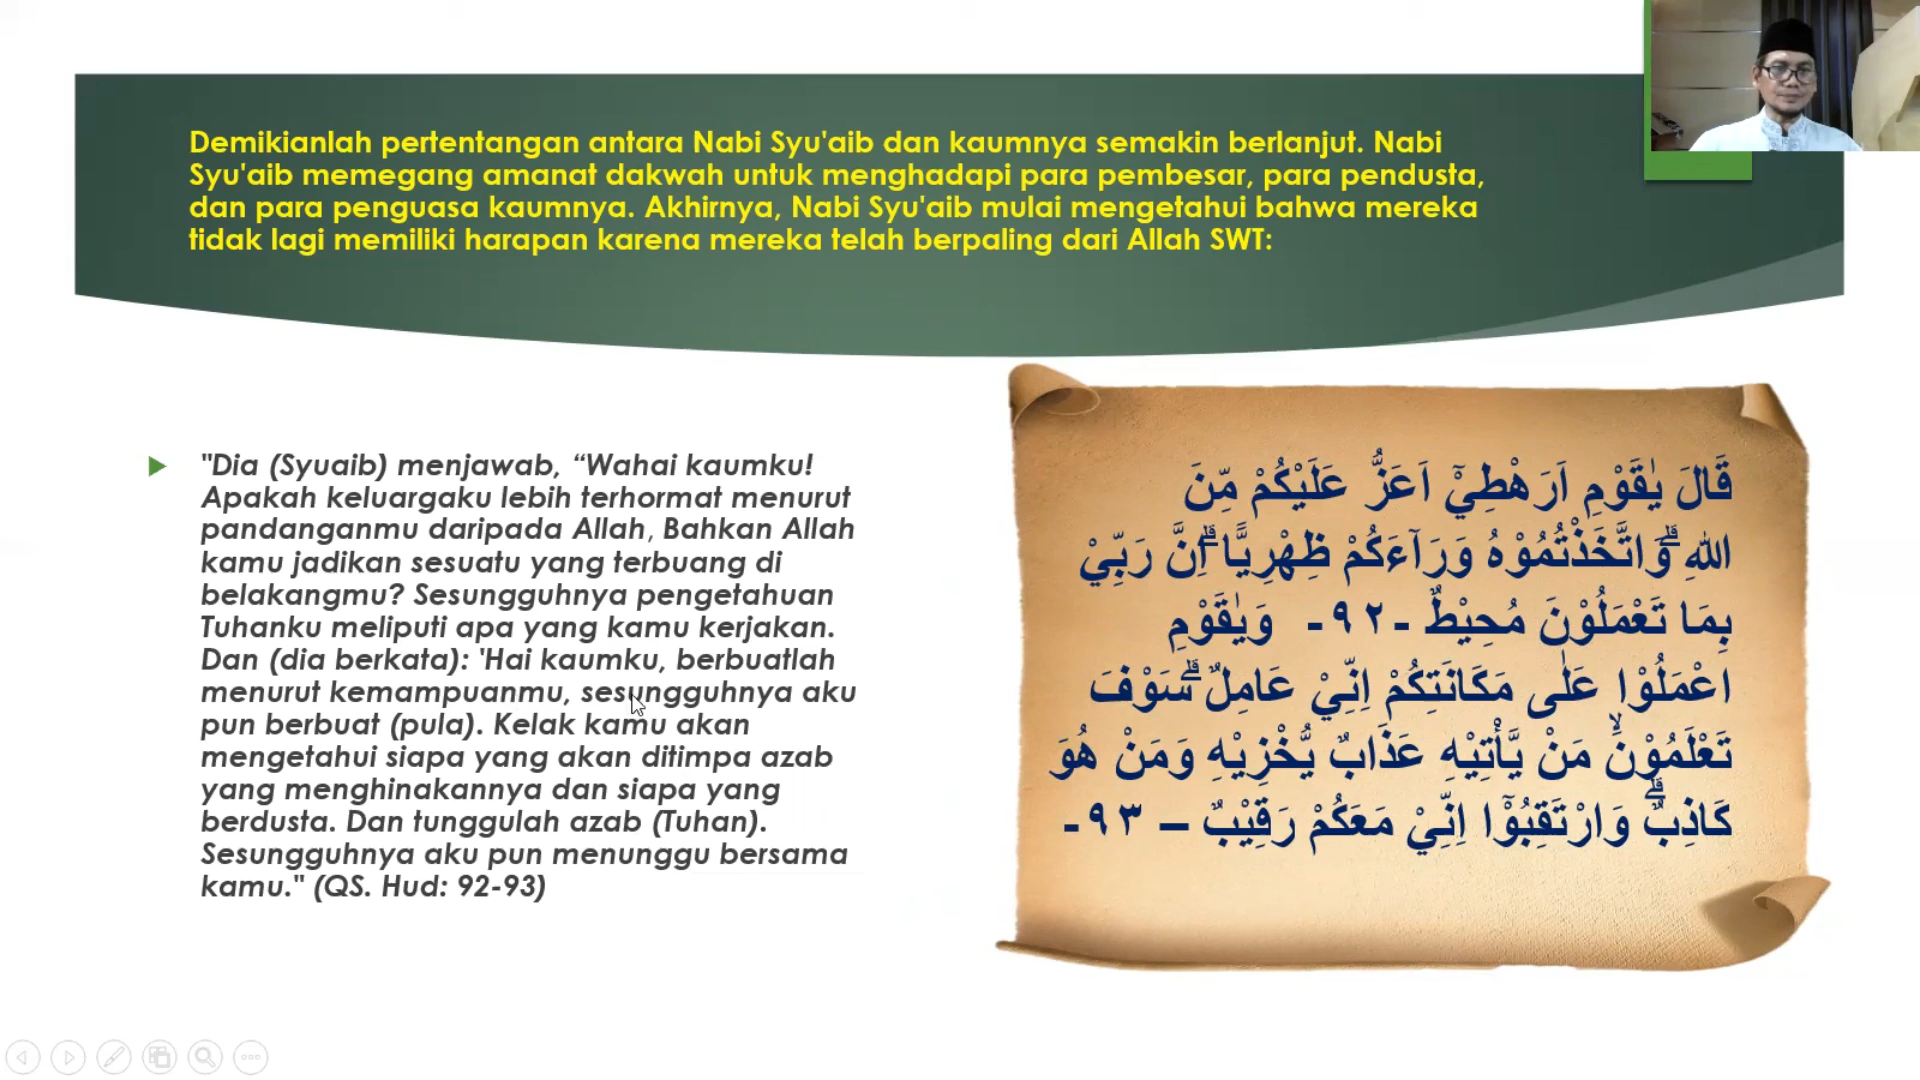 Demikianlah pertentangan antara Nabi Syu'aib dan kaumnya semakin berlanjut. Nabi
Syu'aib memegang amanat dakwah untuk menghadapi para pembesar, para pendusta,
dan para penguasa kaumnya. Akhirnya, Nabi Syu'aib mulai mengetahui bahwa mereka
tidak lagi memiliki harapan karena mereka telah berpaling dari Allah SWT:
"Dia (Syuaib) menjawab, “Wahai kaumku!
Apakah keluargaku lebih terhormat menurut
pandanganmu daripada Allah, Bahkan Allah
kamu jadikan sesuatu yang terbuang di
belakangmu? Sesungguhnya pengetahuan
Tuhanku meliputi apa yang kamu kerjakan.
Dan (dia berkata): 'Hai kaumku, berbuatlah
menurut kemampuanmu, sesungguhnya aku
pun berbuat (pula). Kelak kamu akan
mengetahui siapa yang akan ditimpa azab
yang menghinakannya dan siapa yang
berdusta. Dan tunggulah azab (Tuhan).
Sesungguhnya aku pun menunggu bersama
kamu." (QS. Hud: 92-93)
قَالَ يٰقَوْمِ اَرَهْطِيْٓ اَعَزُّ عَلَيْكُمْ مِّنَ
اللهِ ۗوَاتَّخَذْتُمُوْهُ وَرَاۤءَكُمْ ظِهْرِيًّا ۗاِنَّ رَبِّيْ
بِمَا تَعْمَلُوْنَ مُحِيْطٌ -٩٢- وَيٰقَوْمِ
اعْمَلُوْا عَلٰى مَكَانَتِكُمْ اِنِّيْ عَامِلٌ ۗسَوْفَ
تَعْلَمُوْنَۙ مَنْ يَّأْتِيْهِ عَذَابٌ يُّخْزِيْهِ وَمَنْ هُوَ
كَاذِبٌۗ وَارْتَقِبُوْٓا اِنِّيْ مَعَكُمْ رَقِيْبٌ – ٩٣-